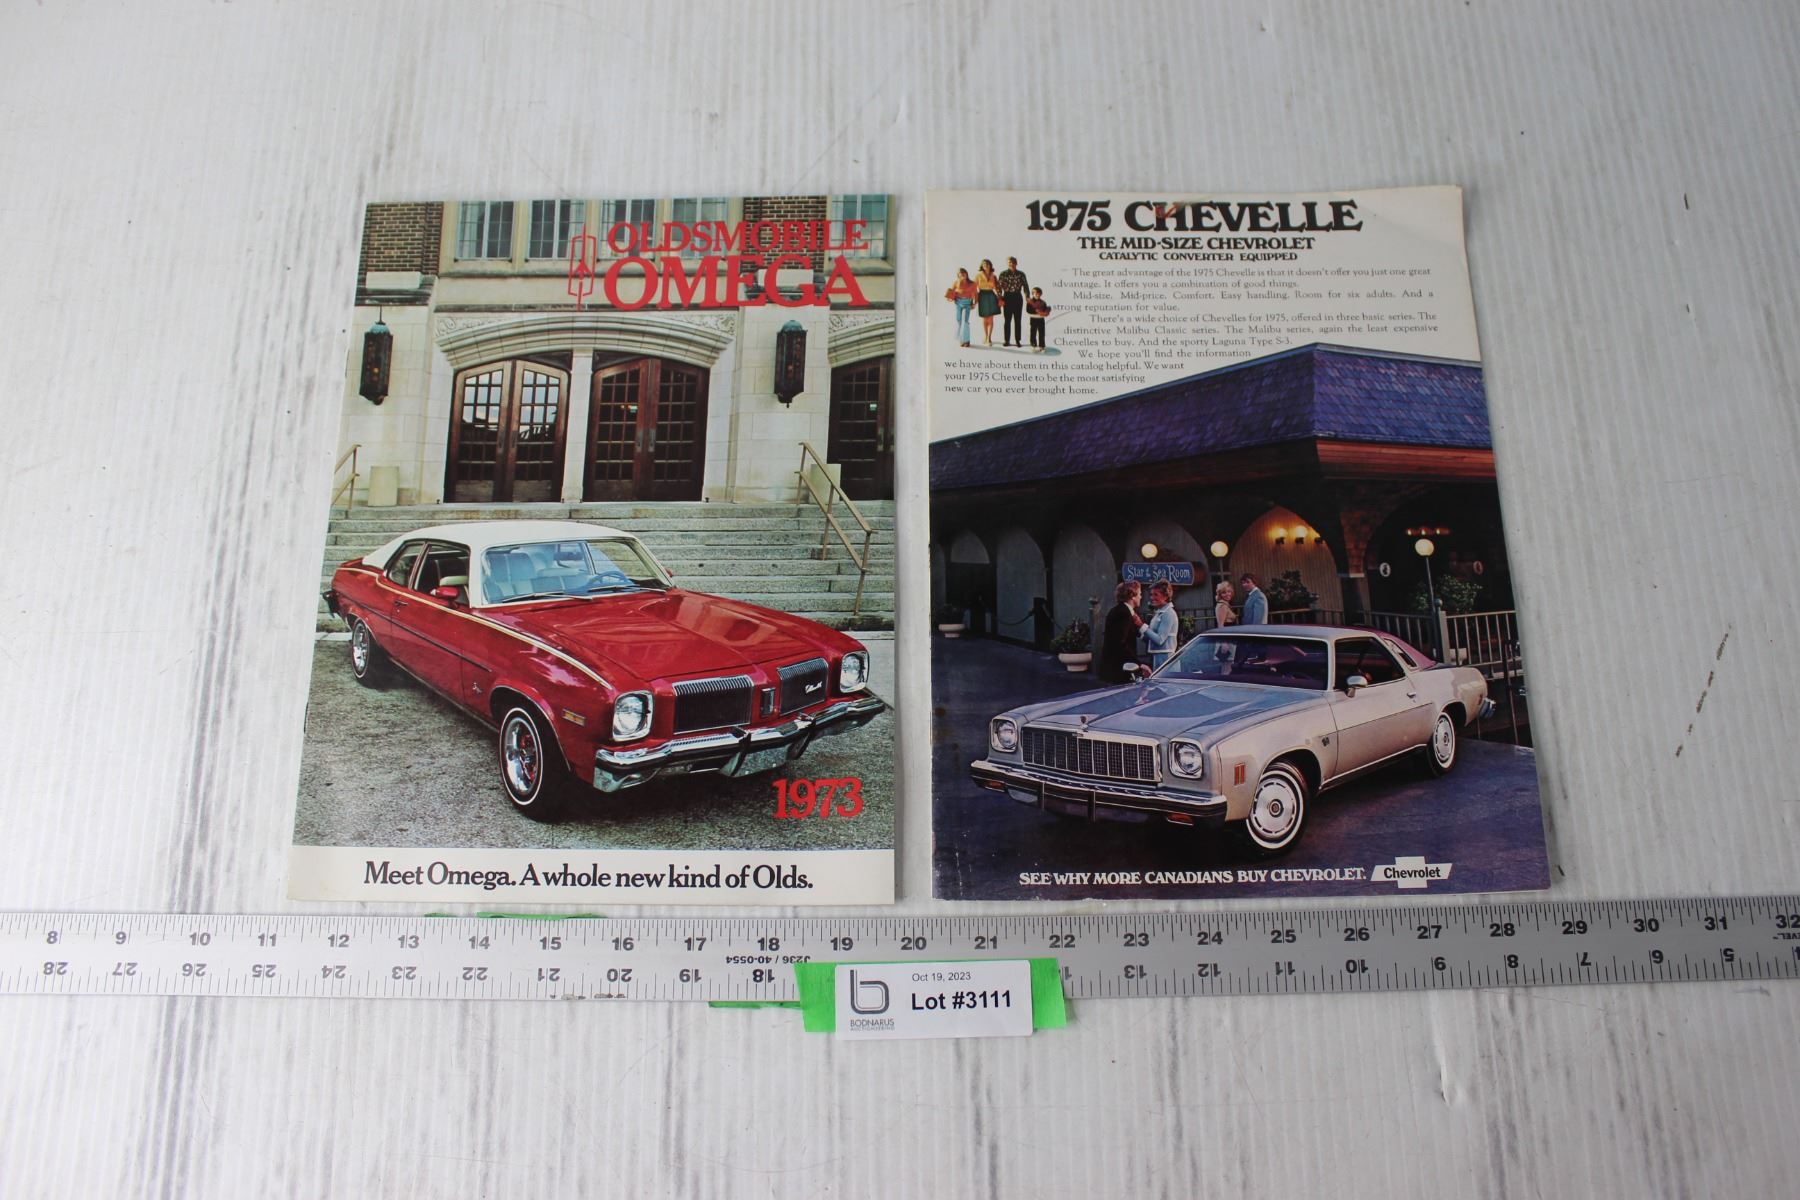 OLDSMOBILE
OMEGA
1973
Meet Omega. A whole new kind of Olds.
1975 CHEVELLE
THE MID-SIZE CHEVROLET
CATALYTIC CONVERTER EQUIPPED
The great advantage of the 1975 Chevelle is that it doesn't offer you just one great
advantage. It offers you a combination of good things.
Mid-size. Mid-price. Comfort. Easy handling. Room for six adults. And a
strong reputation for value.
There's a wide choice of Chevelles for 1975, offered in three basic series. The
distinctive Malibu Classic series. The Malibu series, again the least expensive
Chevelles to buy. And the sporty Laguna Type S-3.
We hope you'll find the information
we have about them in this catalog helpful. We want
your 1975 Chevelle to be the most satisfying
new car you ever brought home.
Star of the Sea Room
SEE WHY MORE CANADIANS BUY CHEVROLET.
Chevrolet
8 9 10 11 12 13 14 15 16 17 18 19 20 21 22 23 24 25 26 27 28 29 30 31 32
J236 / 40-0554
28 27 26 25 24 23 22 21 20 19 18 13 12 11 10 9 8 7 6 5 4
Oct 19, 2023
Lot #3111
b
BODNARUS
AUCTIONEERING